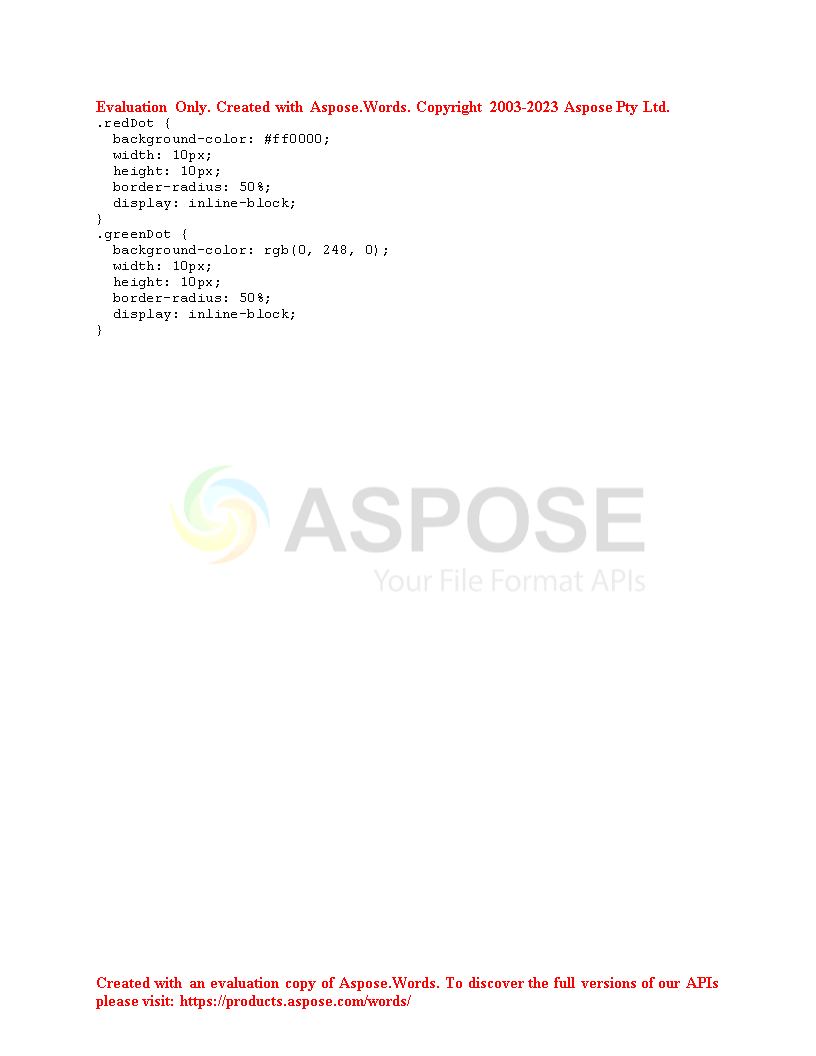 Evaluation Only. Created with Aspose.Words. Copyright 2003-2023 Aspose Pty Ltd.
.redDot {
  background-color: #ff0000;
  width: 10px;
  height: 10px;
  border-radius: 50%;
  display: inline-block;
}
.greenDot {
  background-color: rgb(0, 248, 0);
  width: 10px;
  height: 10px;
  border-radius: 50%;
  display: inline-block;
}
ASPOSE
Your File Format APIs
Created with an evaluation copy of Aspose.Words. To discover the full versions of our APIs
please visit: https://products.aspose.com/words/